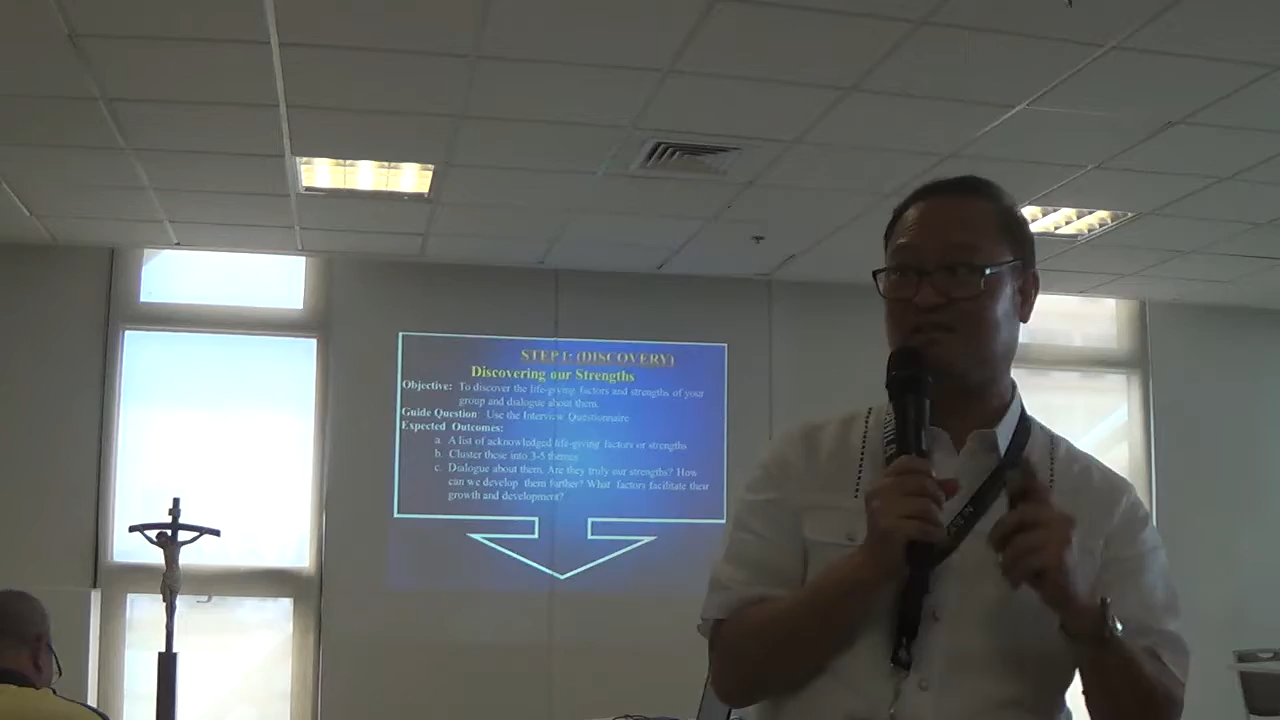 STEP 1: (DISCOVERY)
Discovering our Strengths
Objective: To discover the life-giving factors and strengths of your
group and dialogue about them.
Guide Question: Use the Interview Questionnaire
Expected Outcomes:
a. A list of acknowledged life-giving factors or strengths
b. Cluster these into 3-5 themes
c. Dialogue about them. Are they truly our strengths? How
can we develop them further? What factors facilitate their
growth and development?